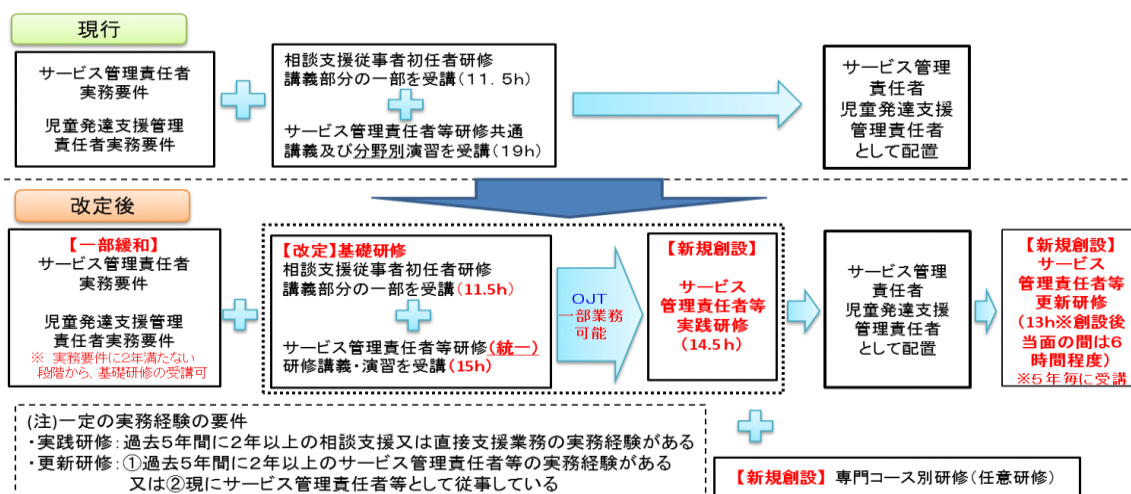 現行
サービス管理責任者
実務要件
児童発達支援管理
責任者実務要件
相談支援従事者初任者研修
講義部分の一部を受講(11.5h)
サービス管理責任者等研修共通
講義及び分野別演習を受講(19h)
サービス管理
責任者
児童発達支援
管理責任者
として配置
改定後
【一部緩和】
サービス管理責任者
実務要件
児童発達支援管理
責任者実務要件
※ 実務要件に2年満たない
段階から、基礎研修の受講可
【改定】基礎研修
相談支援従事者初任者研修
講義部分の一部を受講(11.5h)
サービス管理責任者等研修(統一)
研修講義・演習を受講(15h)
OJT
一部業務
可能
【新規創設】
サービス
管理責任者等
実践研修
(14.5h)
サービス管理
責任者
児童発達支援
管理責任者
として配置
【新規創設】
サービス
管理責任者等
更新研修
(13h※創設後
当面の間は6
時間程度)
※5年毎に受講
(注)一定の実務経験の要件
・実践研修:過去5年間に2年以上の相談支援又は直接支援業務の実務経験がある
・更新研修:①過去5年間に2年以上のサービス管理責任者等の実務経験がある
又は②現にサービス管理責任者等として従事している
【新規創設】専門コース別研修(任意研修)